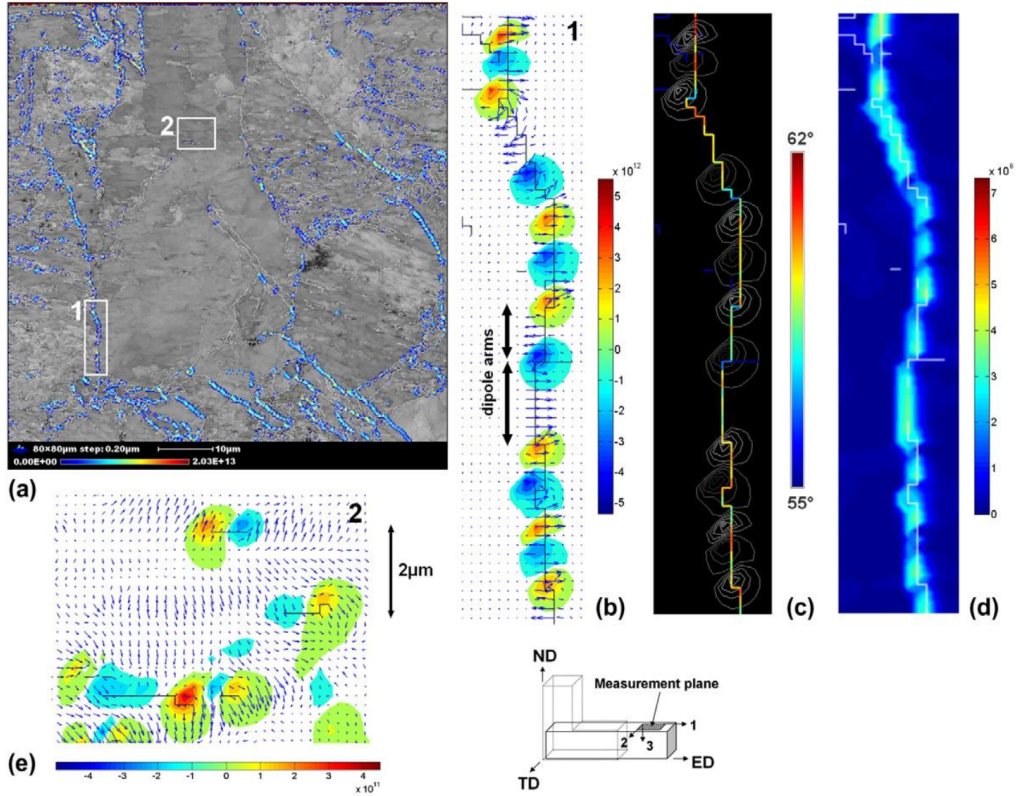 2
1
80×80µm step: 0.20µm
10µm
0.00E+00
2.03E+13
(a)
1
dipole arms
x 10^12
5
4
3
2
1
0
-1
-2
-3
-4
-5
(b)
62°
55°
(c)
x 10^6
7
6
5
4
3
2
1
0
(d)
2
2µm
(e)
-4 -3 -2 -1 0 1 2 3 4
x 10^11
ND
Measurement plane
1
2
3
ED
TD